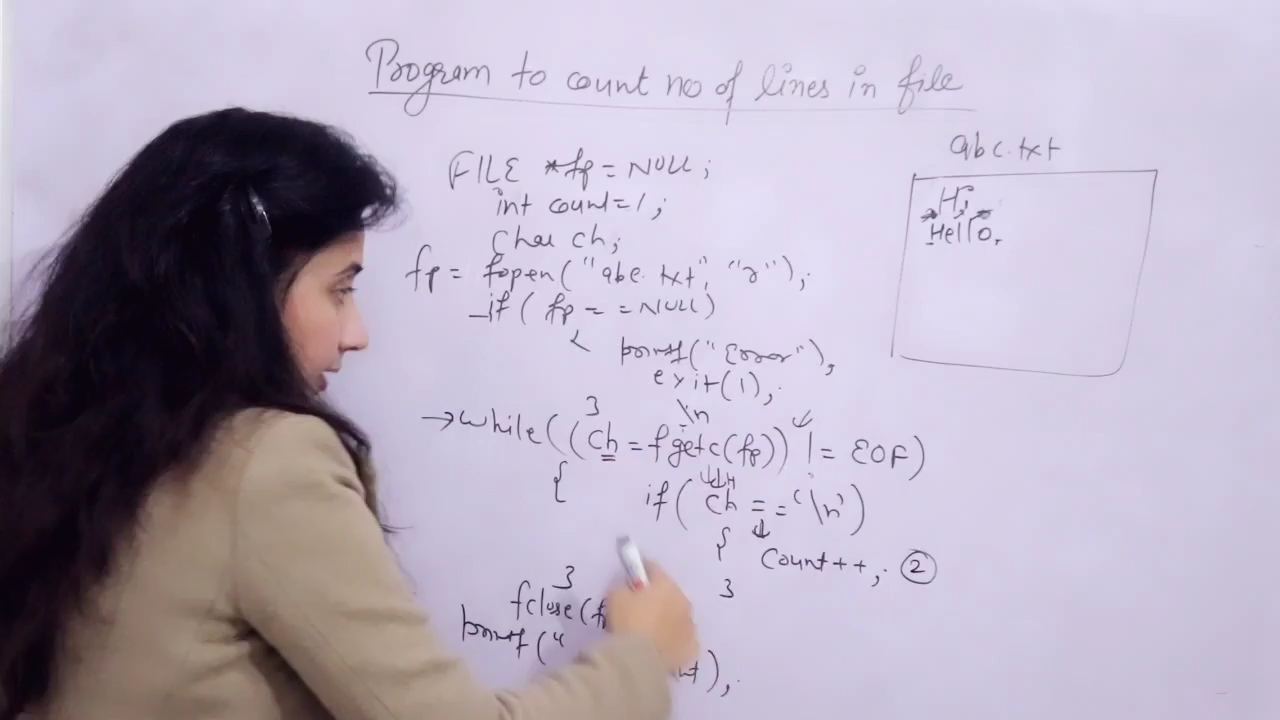 Program to count no of lines in file
abc.txt
Hi
Hello.
FILE *fp = NULL;
int count=1;
Char ch;
fp = fopen("abc.txt", "r");
if( fp = = NULL)
{ printf("Error");
exit(1);
}
\n
→ while((ch = fgetc(fp)) != EOF)
{
H
if( ch = = '\n')
{ Count++; 2
}
}
fclose(
printf("
);